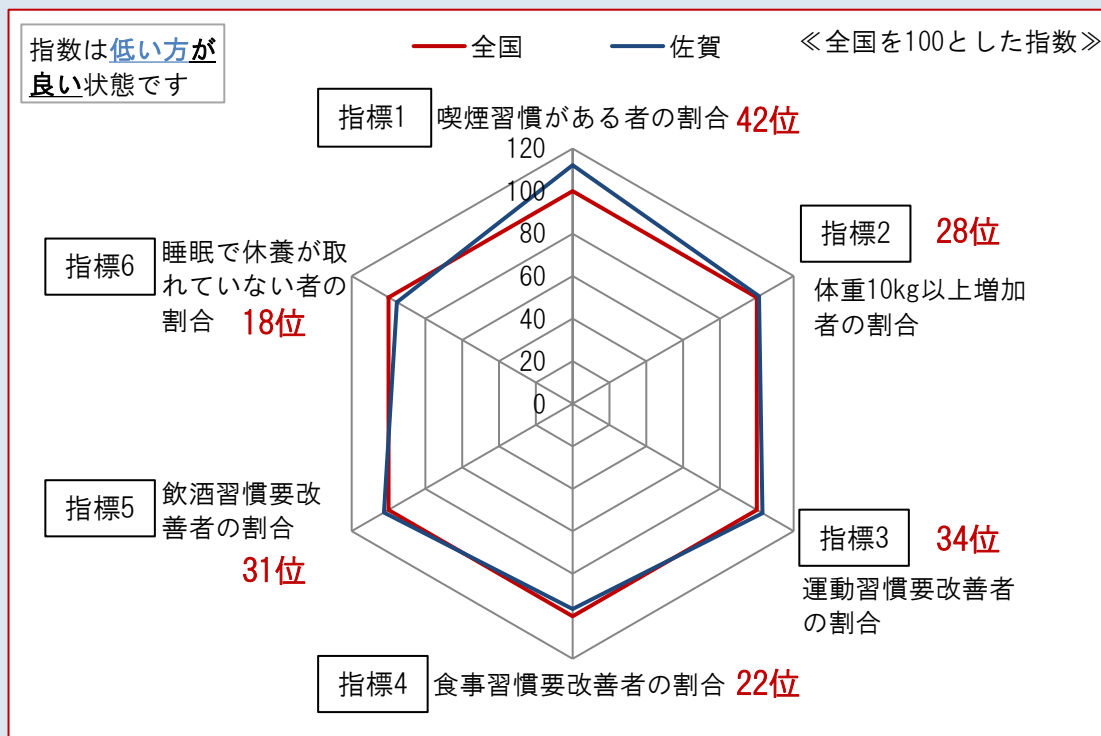 指数は低い方が
良い状態です
全国
佐賀
≪全国を100とした指数≫
指標1
喫煙習慣がある者の割合
42位
120
100
80
60
40
20
0
指標2
28位
体重10kg以上増加
者の割合
指標3
34位
運動習慣要改善者
の割合
指標4
食事習慣要改善者の割合
22位
指標5
飲酒習慣要改
善者の割合
31位
指標6
睡眠で休養が取
れていない者の
割合
18位